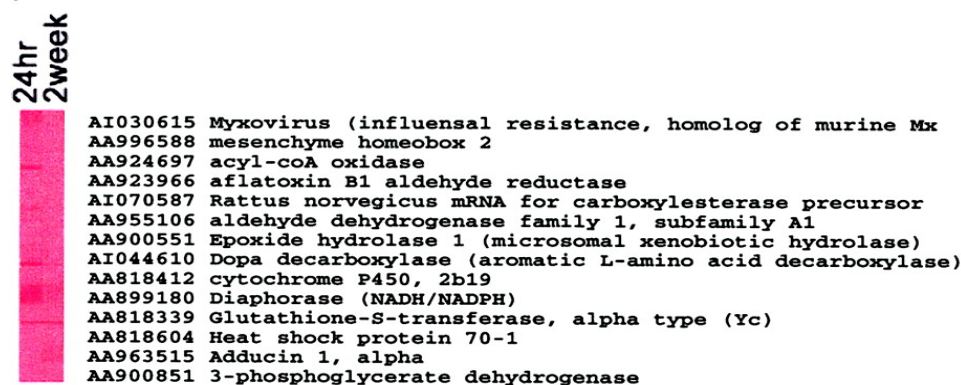 24hr
2week
AI030615 Myxovirus (influensal resistance, homolog of murine Mx
AA996588 mesenchyme homeobox 2
AA924697 acyl-coA oxidase
AA923966 aflatoxin B1 aldehyde reductase
AI070587 Rattus norvegicus mRNA for carboxylesterase precursor
AA955106 aldehyde dehydrogenase family 1, subfamily A1
AA900551 Epoxide hydrolase 1 (microsomal xenobiotic hydrolase)
AI044610 Dopa decarboxylase (aromatic L-amino acid decarboxylase)
AA818412 cytochrome P450, 2b19
AA899180 Diaphorase (NADH/NADPH)
AA818339 Glutathione-S-transferase, alpha type (Yc)
AA818604 Heat shock protein 70-1
AA963515 Adducin 1, alpha
AA900851 3-phosphoglycerate dehydrogenase